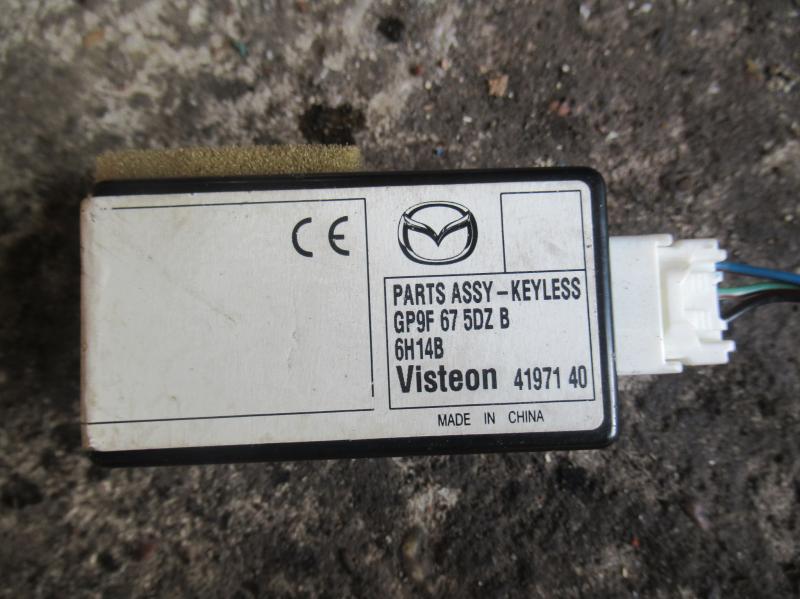 CE
PARTS ASSY-KEYLESS
GP9F 67 5DZ B
6H14B
Visteon 41971 40
MADE IN CHINA